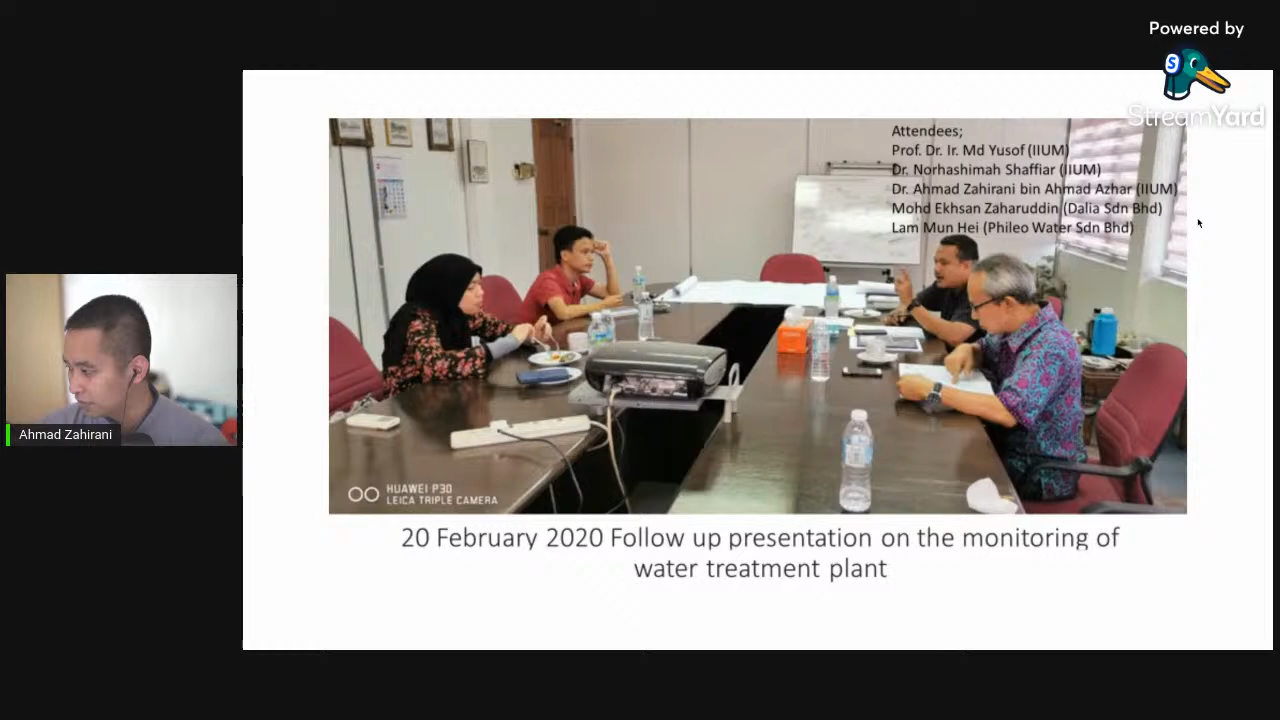 Powered by
StreamYard
Attendees;
Prof. Dr. Ir. Md Yusof (IIUM)
Dr. Norhashimah Shaffiar (IIUM)
Dr. Ahmad Zahirani bin Ahmad Azhar (IIUM)
Mohd Ekhsan Zaharuddin (Dalia Sdn Bhd)
Lam Mun Hei (Phileo Water Sdn Bhd)
Ahmad Zahirani
HUAWEI P30
LEICA TRIPLE CAMERA
20 February 2020 Follow up presentation on the monitoring of
water treatment plant